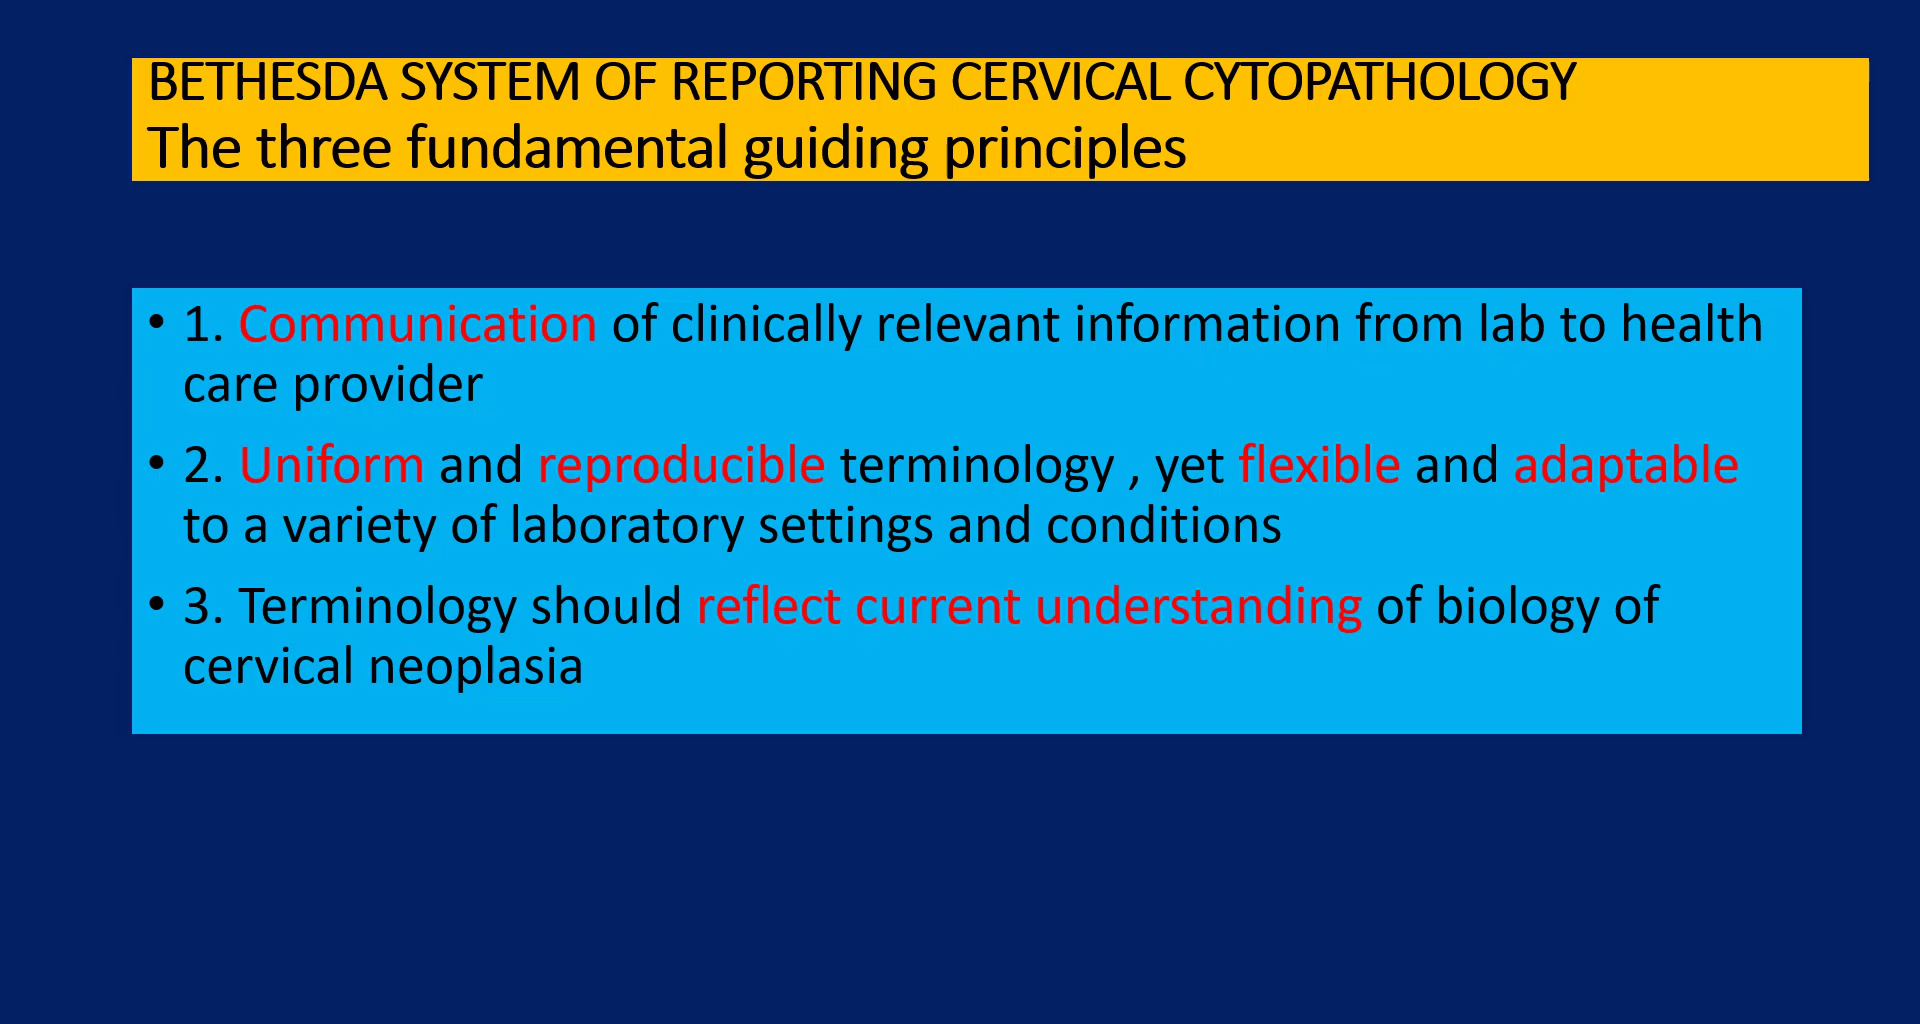 BETHESDA SYSTEM OF REPORTING CERVICAL CYTOPATHOLOGY
The three fundamental guiding principles
• 1. Communication of clinically relevant information from lab to health
care provider
• 2. Uniform and reproducible terminology , yet flexible and adaptable
to a variety of laboratory settings and conditions
• 3. Terminology should reflect current understanding of biology of
cervical neoplasia